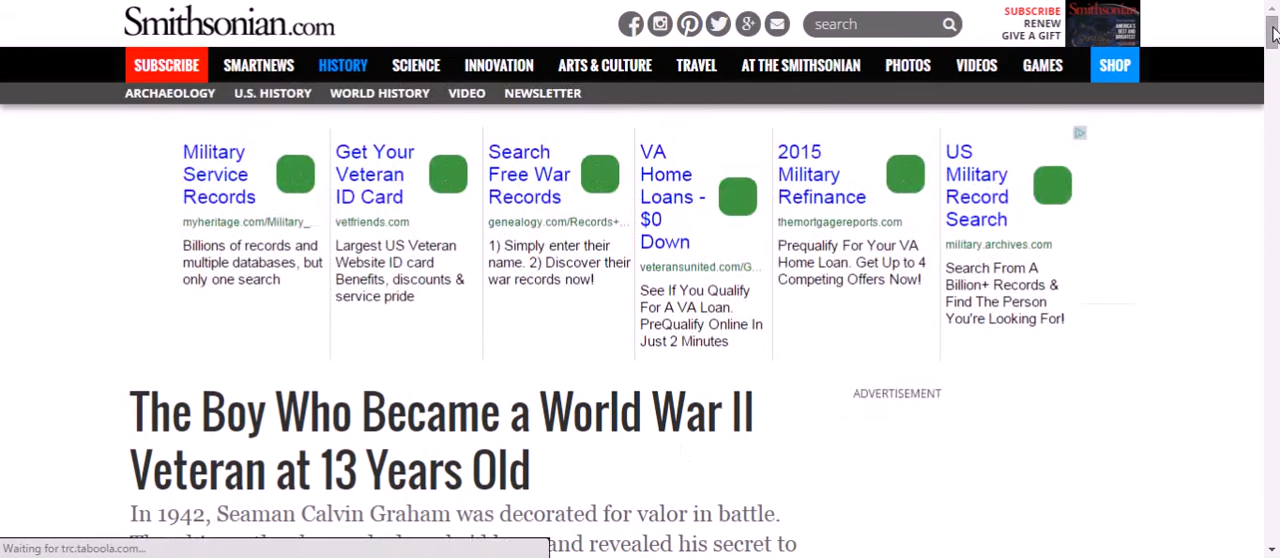 Smithsonian.com
search
SUBSCRIBE
RENEW
GIVE A GIFT
Smithsonian
SUBSCRIBE SMARTNEWS HISTORY SCIENCE INNOVATION ARTS & CULTURE TRAVEL AT THE SMITHSONIAN PHOTOS VIDEOS GAMES SHOP
ARCHAEOLOGY U.S. HISTORY WORLD HISTORY VIDEO NEWSLETTER
Military
Service
Records
myheritage.com/Military_...
Billions of records and
multiple databases, but
only one search
Get Your
Veteran
ID Card
vetfriends.com
Largest US Veteran
Website ID card
Benefits, discounts &
service pride
Search
Free War
Records
genealogy.com/Records+...
1) Simply enter their
name. 2) Discover their
war records now!
VA
Home
Loans -
$0
Down
veteransunited.com/G...
See If You Qualify
For A VA Loan.
PreQualify Online In
Just 2 Minutes
2015
Military
Refinance
themortgagereports.com
Prequalify For Your VA
Home Loan. Get Up to 4
Competing Offers Now!
US
Military
Record
Search
military.archives.com
Search From A
Billion+ Records &
Find The Person
You're Looking For!
The Boy Who Became a World War II
Veteran at 13 Years Old
ADVERTISEMENT
In 1942, Seaman Calvin Graham was decorated for valor in battle.
and revealed his secret to
Waiting for trc.taboola.com...